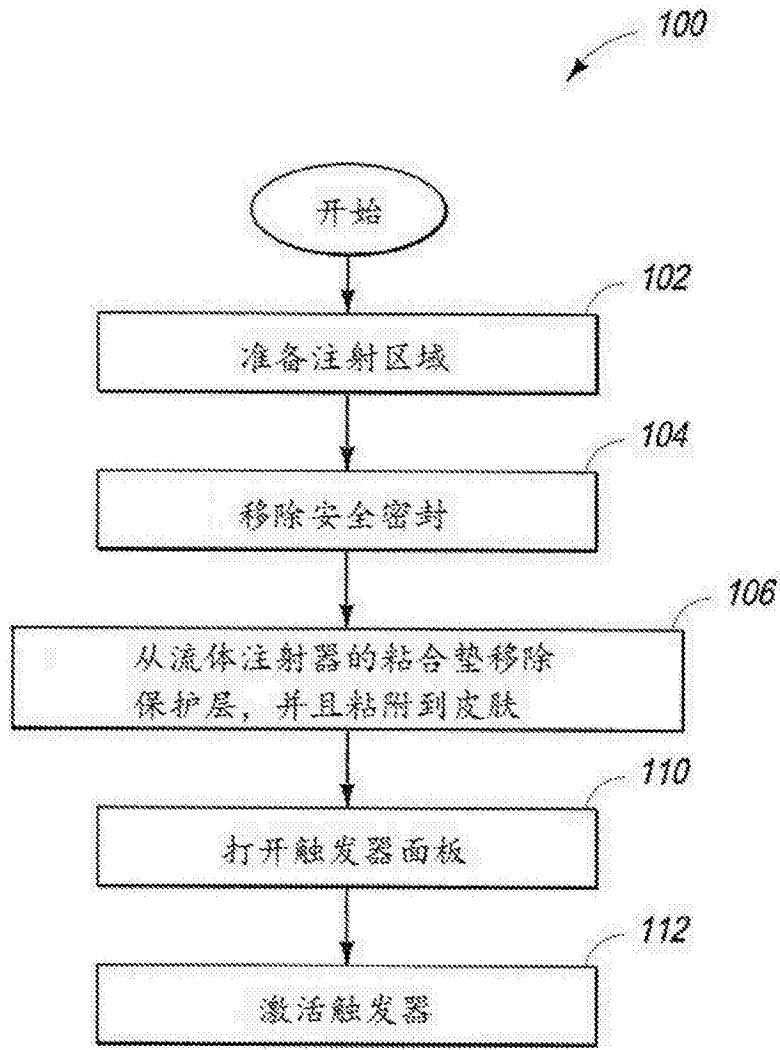 100
开始
102
准备注射区域
104
移除安全密封
106
从流体注射器的粘合垫移除
保护层，并且粘附到皮肤
110
打开触发器面板
112
激活触发器